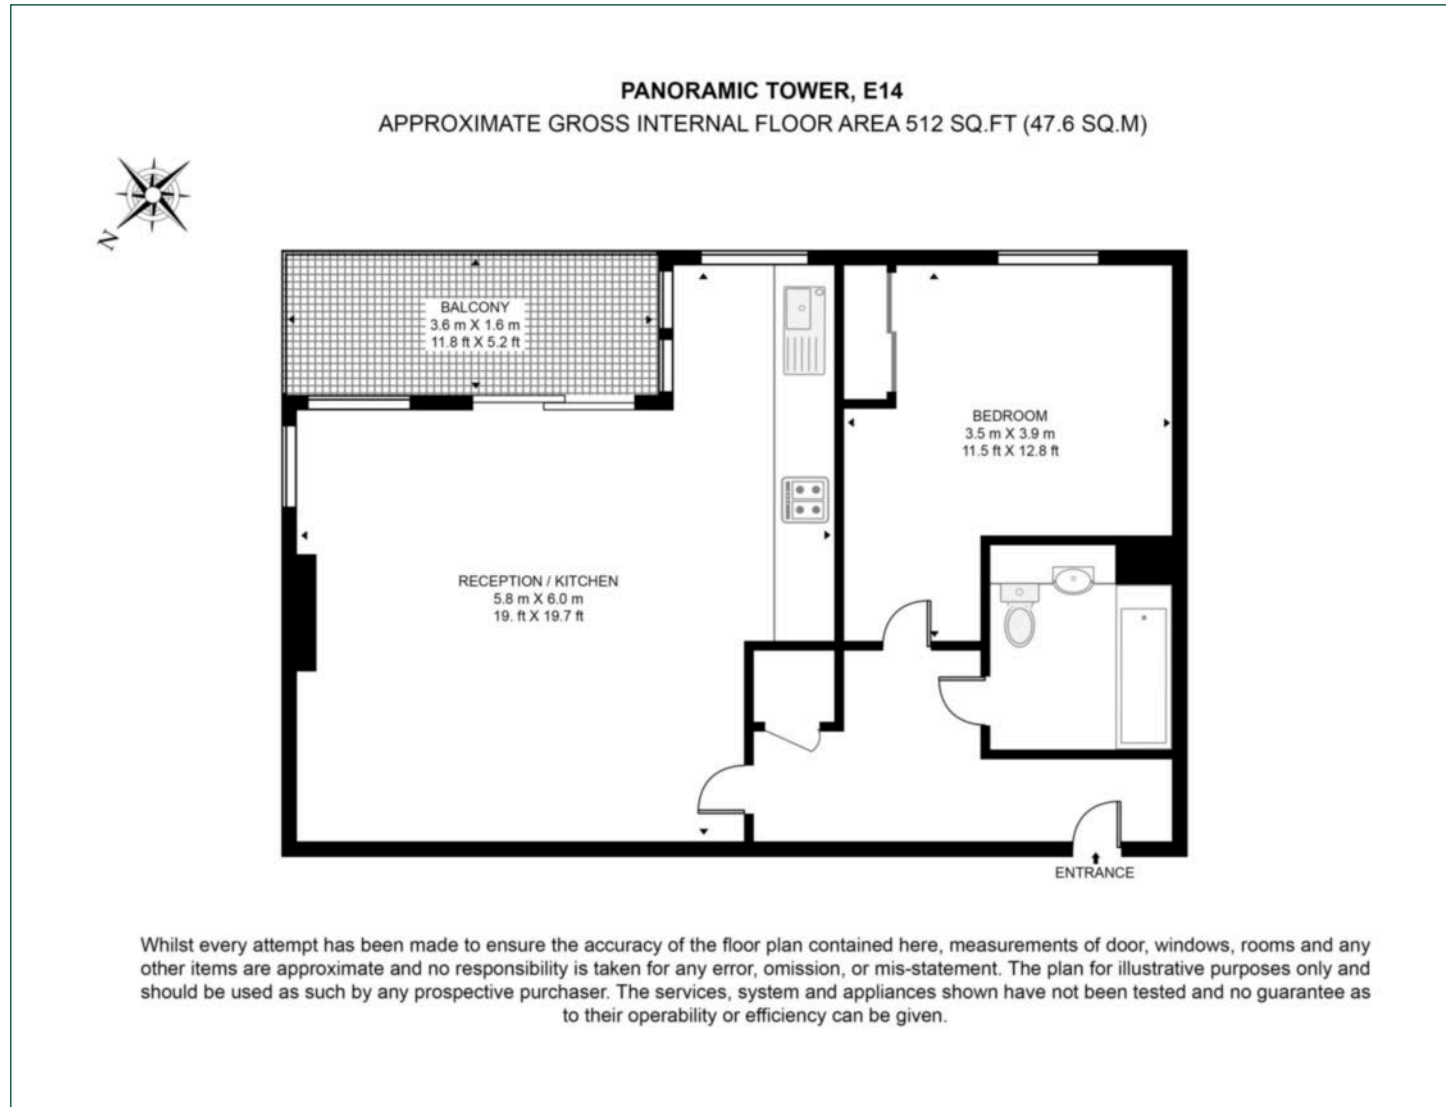 PANORAMIC TOWER, E14
APPROXIMATE GROSS INTERNAL FLOOR AREA 512 SQ.FT (47.6 SQ.M)
N
BALCONY
3.6 m X 1.6 m
11.8 ft X 5.2 ft
BEDROOM
3.5 m X 3.9 m
11.5 ft X 12.8 ft
RECEPTION / KITCHEN
5.8 m X 6.0 m
19. ft X 19.7 ft
ENTRANCE
Whilst every attempt has been made to ensure the accuracy of the floor plan contained here, measurements of door, windows, rooms and any
other items are approximate and no responsibility is taken for any error, omission, or mis-statement. The plan for illustrative purposes only and
should be used as such by any prospective purchaser. The services, system and appliances shown have not been tested and no guarantee as
to their operability or efficiency can be given.